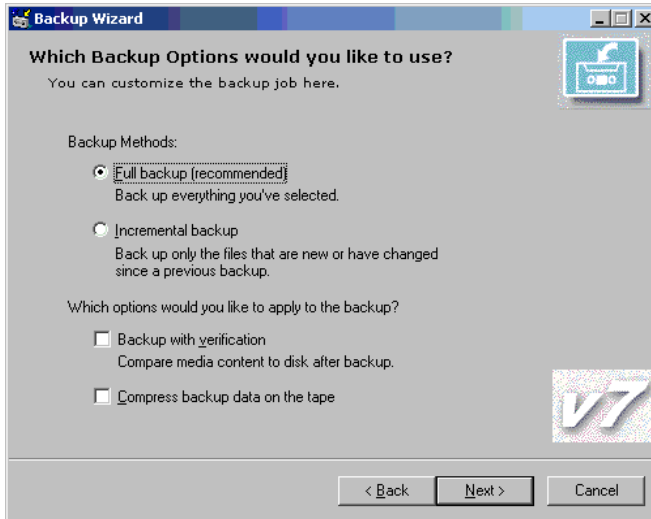 Backup Wizard
Which Backup Options would you like to use?
You can customize the backup job here.
Backup Methods:
Full backup (recommended)
Back up everything you've selected.
Incremental backup
Back up only the files that are new or have changed
since a previous backup.
Which options would you like to apply to the backup?
Backup with verification
Compare media content to disk after backup.
Compress backup data on the tape
v7
< Back
Next >
Cancel